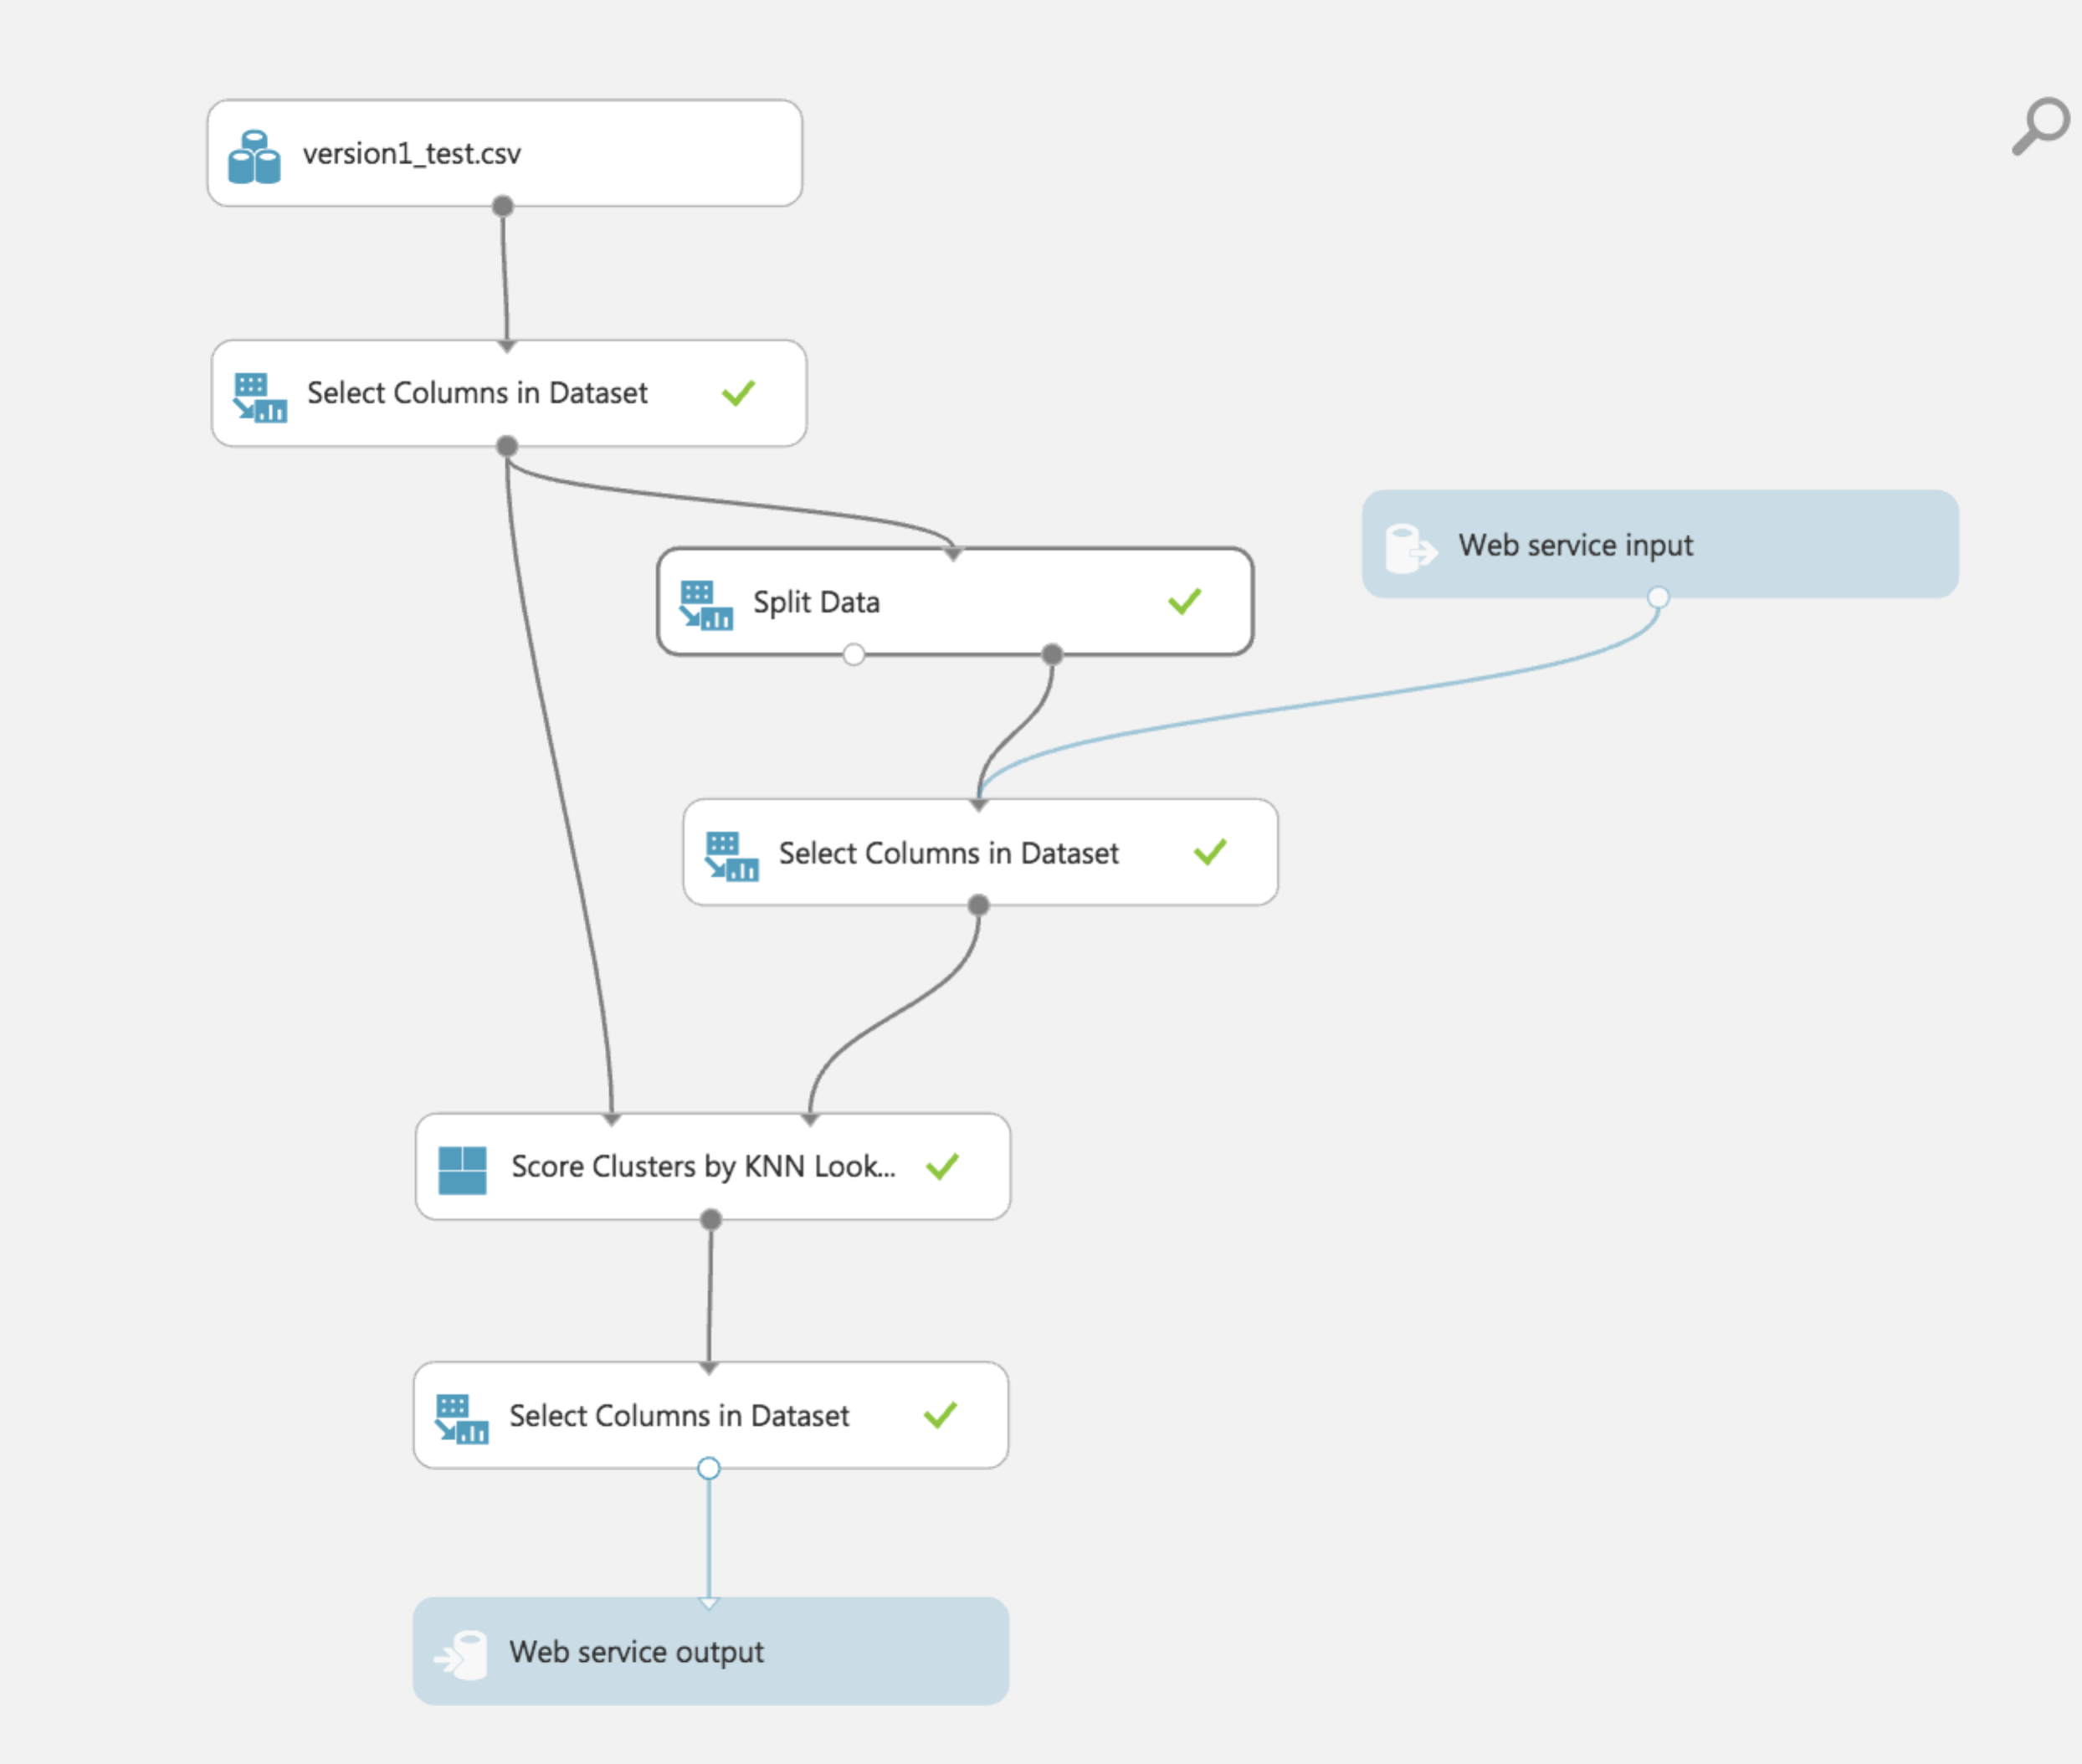 version1_test.csv
Select Columns in Dataset
Web service input
Split Data
Select Columns in Dataset
Score Clusters by KNN Look...
Select Columns in Dataset
Web service output